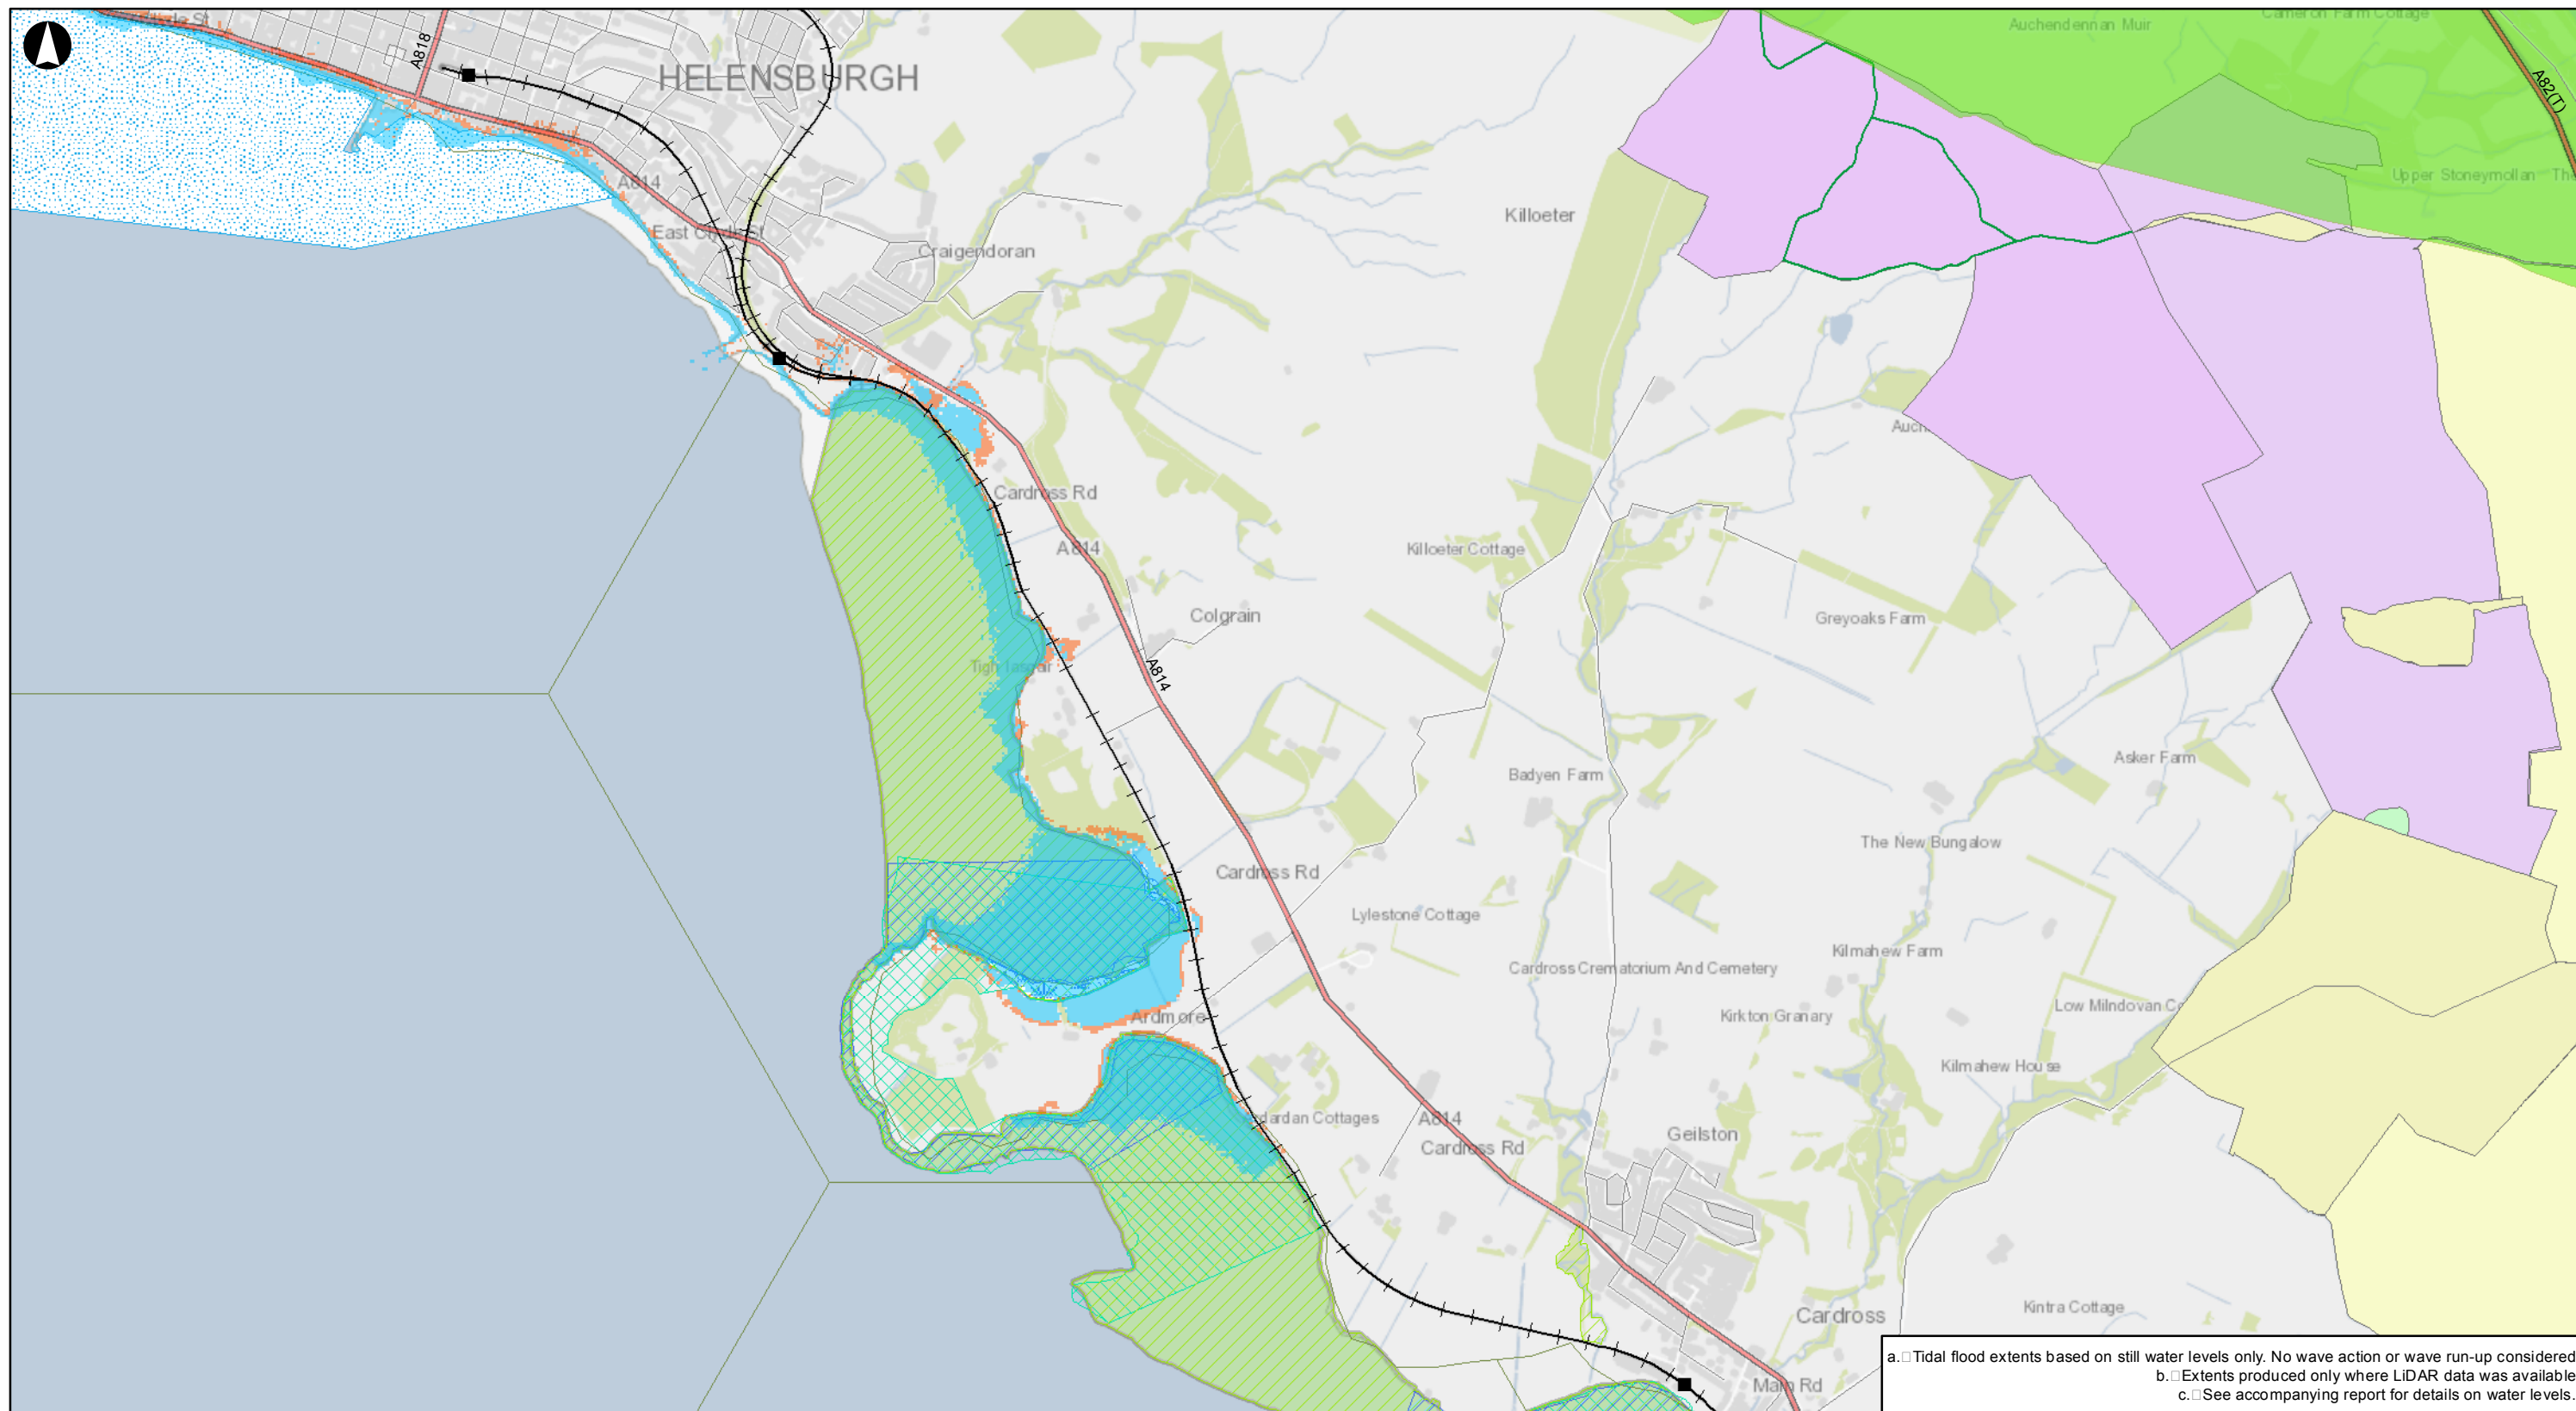 A818
HELENSBURGH
Auchendennan Muir
Cameron Farm Cottage
A82(T)
Upper Stoneymollan
A814
East Clyde St
Craigendoran
Killoeter
Cardross Rd
A814
Killoeter Cottage
Colgrain
Greyoaks Farm
A814
Badyen Farm
Asker Farm
The New Bungalow
Cardross Rd
Lylestone Cottage
Kilmahew Farm
Cardross Crematorium And Cemetery
Low Milndovan
Ardmore
Kirkton Granary
Kilmahew House
Cottages
A814
Cardross Rd
Geilston
Kintra Cottage
Cardross
Main Rd
a. Tidal flood extents based on still water levels only. No wave action or wave run-up considered
b. Extents produced only where LiDAR data was available
c. See accompanying report for details on water levels.